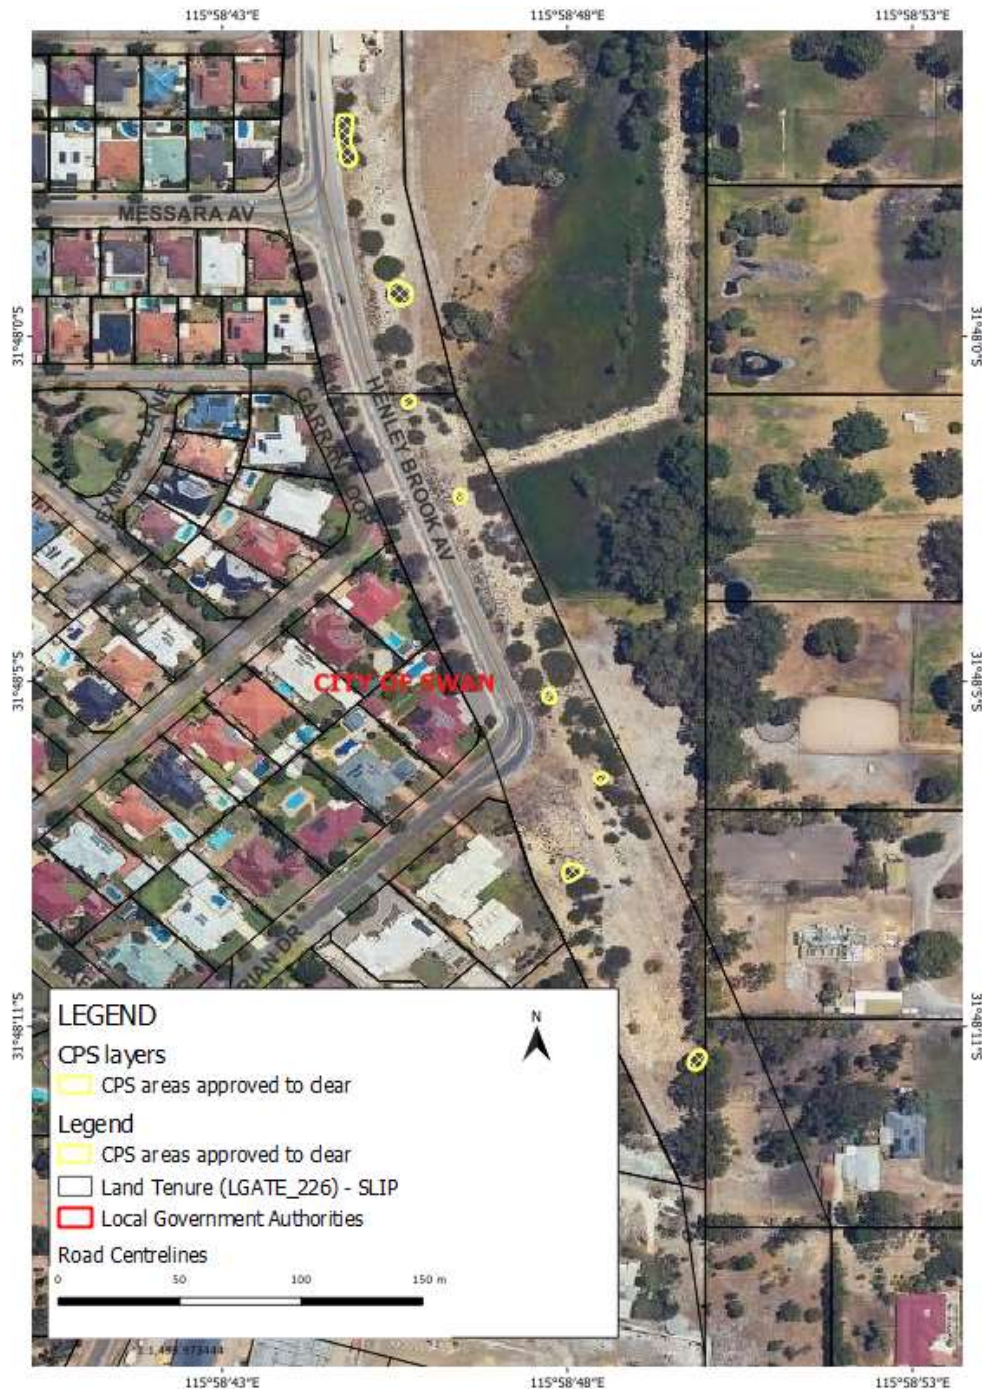 115°58'43"E 115°58'48"E 115°58'53"E
MESSARA AV
31°48'0"S 31°48'0"S
HENLEY BROOK AV
CARRAN LOOP
31°48'5"S 31°48'5"S
CITY OF SWAN
31°48'11"S 31°48'11"S
LEGEND
N
CPS layers
CPS areas approved to clear
Legend
CPS areas approved to clear
Land Tenure (LGATE_226) - SLIP
Local Government Authorities
Road Centrelines
0 50 100 150 m
115°58'43"E 115°58'48"E 115°58'53"E